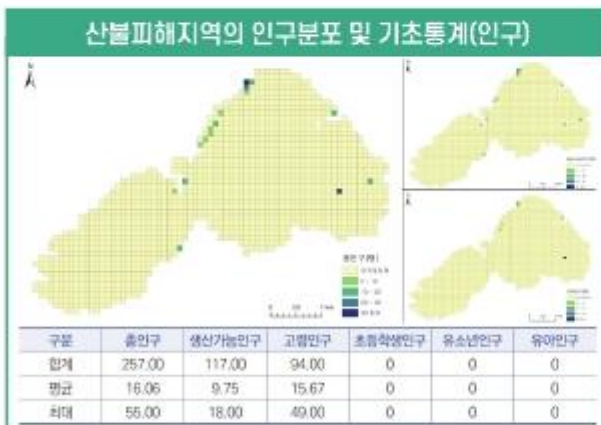 산불피해지역의 인구분포 및 기초통계(인구)
N
구분 총인구 생산가능인구 고령인구 초등학생인구 유소년인구 유아인구
합계 257.00 117.00 94.00 0 0 0
평균 16.06 9.75 15.67 0 0 0
최대 55.00 18.00 49.00 0 0 0